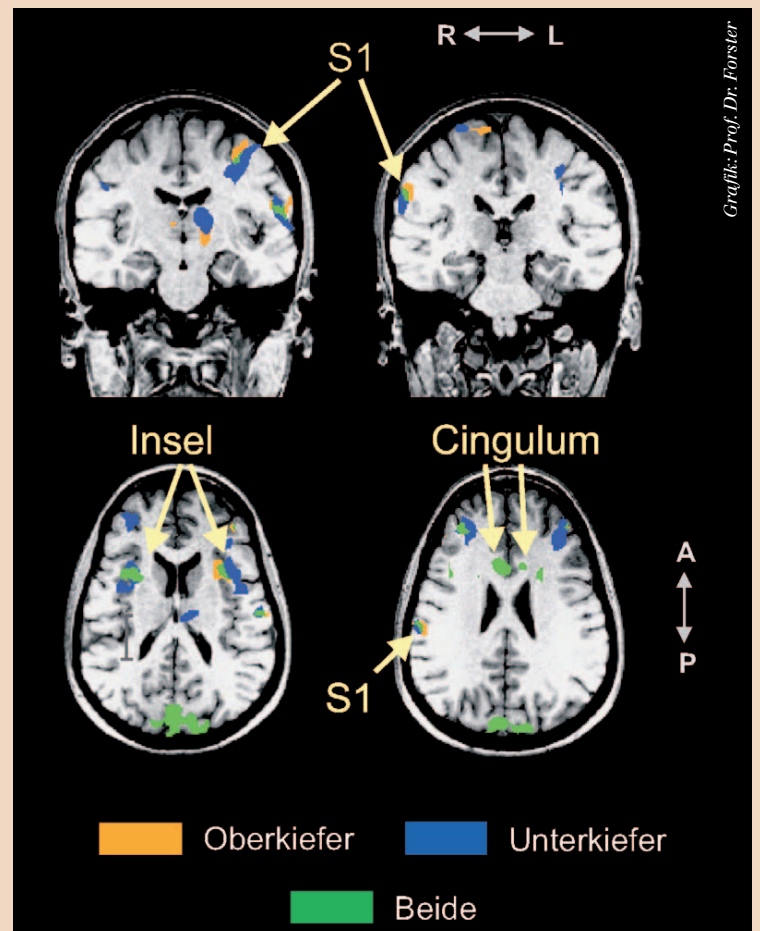 R L
S1
Grafik: Prof. Dr. Forster
Insel
Cingulum
A
P
S1
Oberkiefer
Unterkiefer
Beide